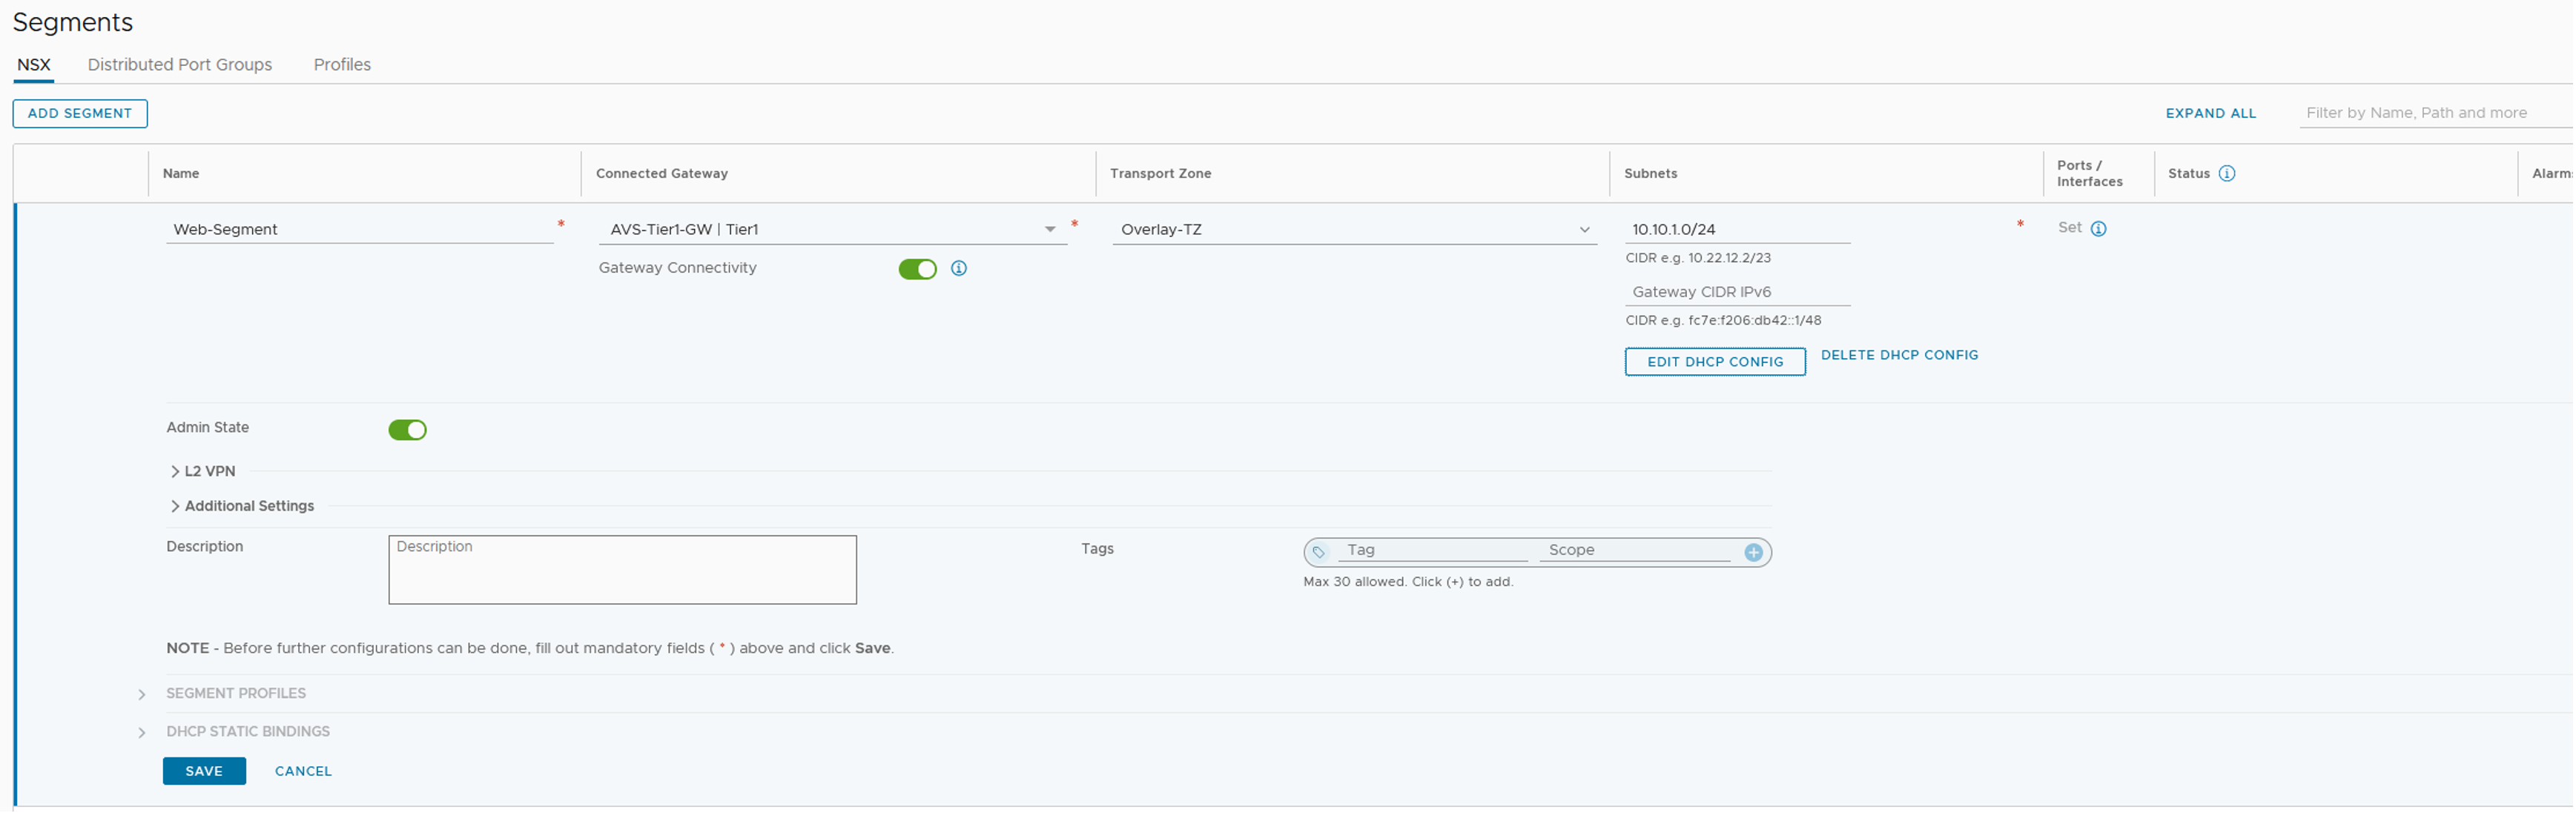 Segments
NSX Distributed Port Groups Profiles
ADD SEGMENT EXPAND ALL Filter by Name, Path and more
Name Connected Gateway Transport Zone Subnets Ports / Interfaces Status Alarm
Web-Segment * AVS-Tier1-GW | Tier1 * Overlay-TZ 10.10.1.0/24 * Set
CIDR e.g. 10.22.12.2/23
Gateway Connectivity
Gateway CIDR IPv6
CIDR e.g. fc7e:f206:db42::1/48
EDIT DHCP CONFIG DELETE DHCP CONFIG
Admin State
L2 VPN
Additional Settings
Description Description Tags Tag Scope
Max 30 allowed. Click (+) to add.
NOTE - Before further configurations can be done, fill out mandatory fields ( * ) above and click Save.
SEGMENT PROFILES
DHCP STATIC BINDINGS
SAVE CANCEL